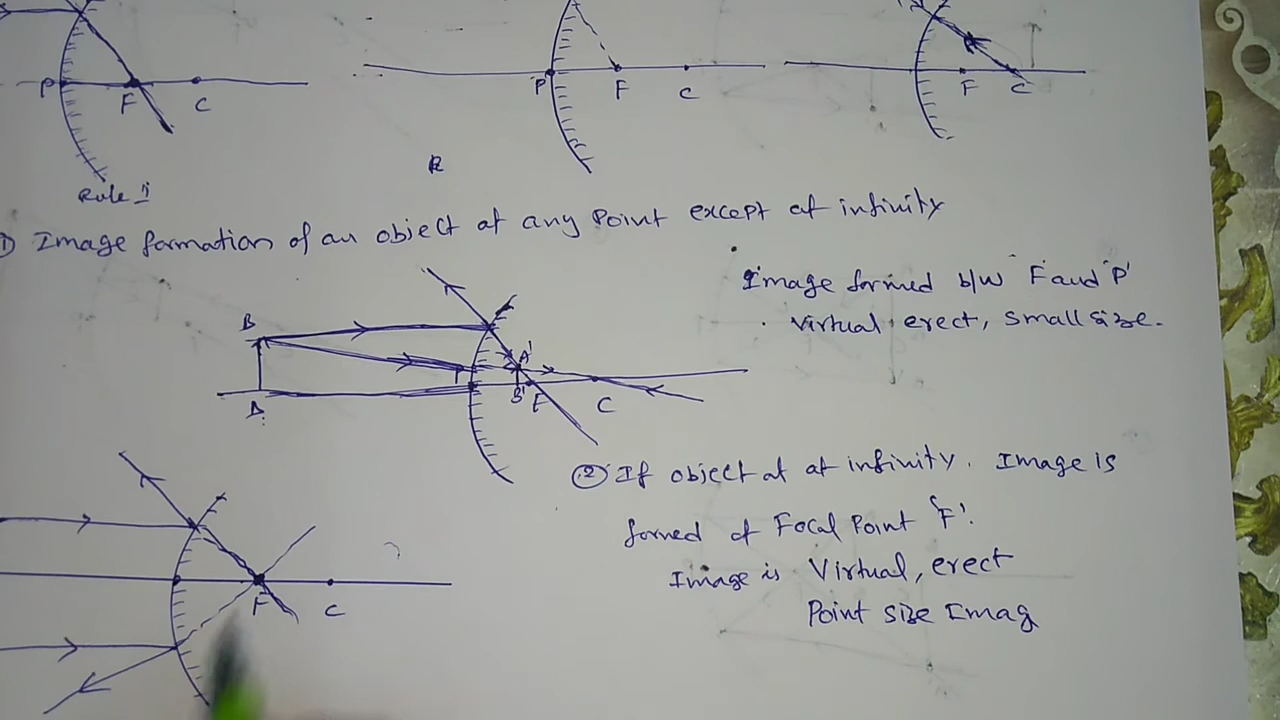 P F C
P F C
F C
R
Rule 1
1) Image formation of an object at any Point except at infinity
Image formed b/w "F and "P'
Virtual, erect, small size.
B A' P
A B' F C
② If object at at infinity. Image is
formed at Focal Point 'F'.
Image is Virtual, erect
Point size Imag
F C